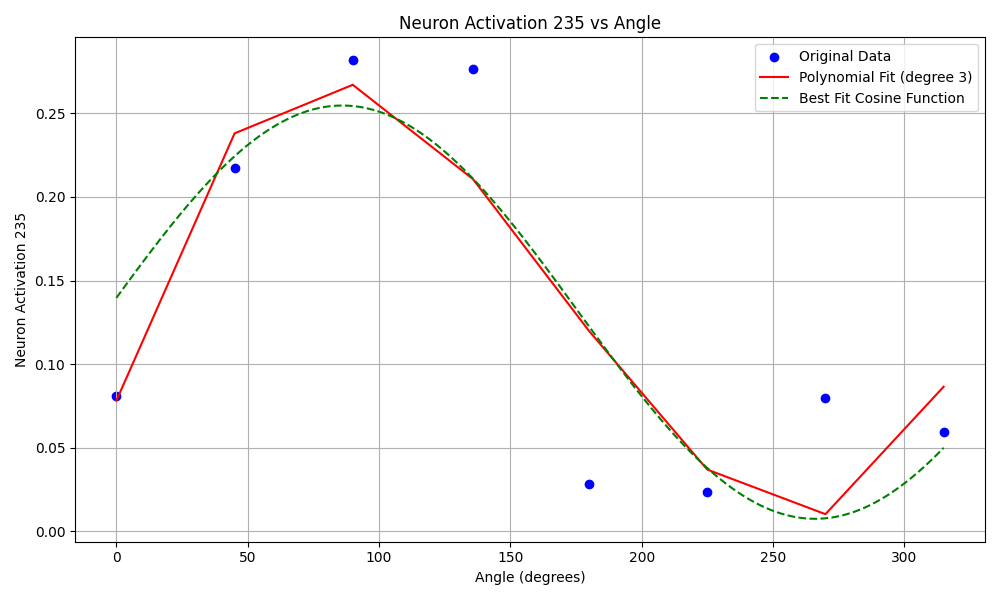 Neuron Activation 235 vs Angle
Original Data
Polynomial Fit (degree 3)
Best Fit Cosine Function
Neuron Activation 235
0.25
0.20
0.15
0.10
0.05
0.00
0 50 100 150 200 250 300
Angle (degrees)